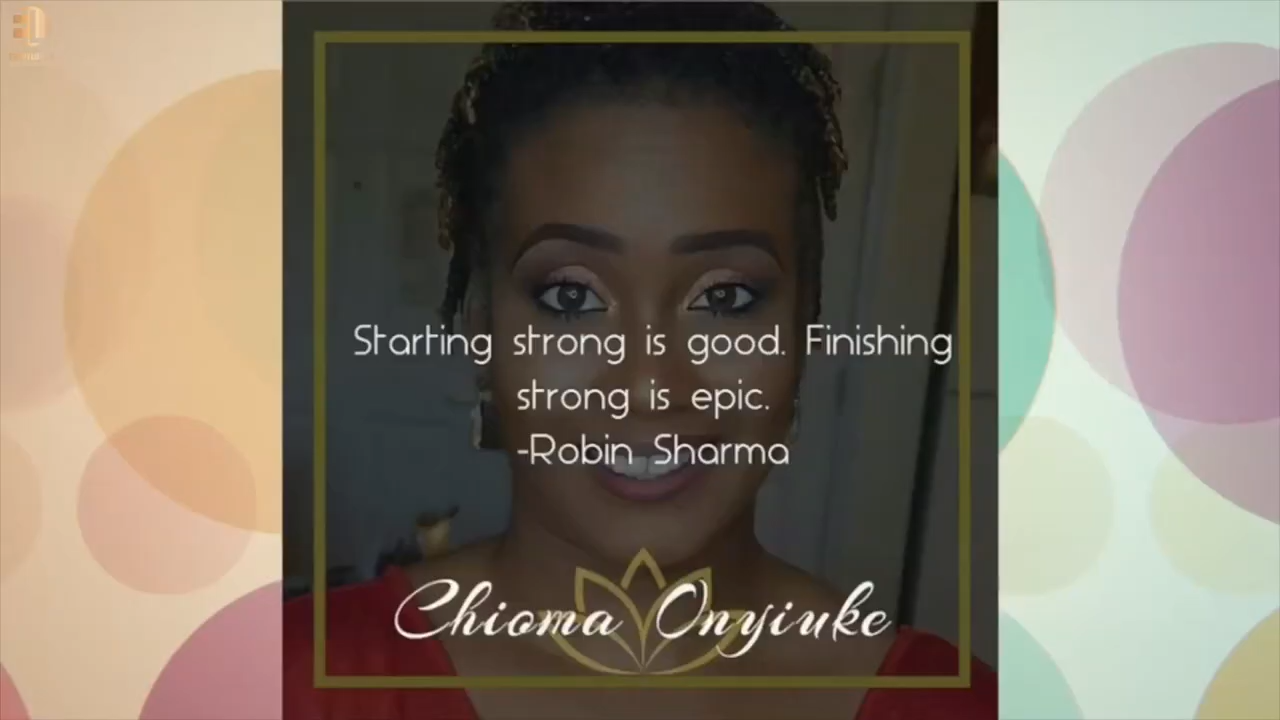 Starting strong is good. Finishing
strong is epic.
-Robin Sharma
Chioma Onyiuke